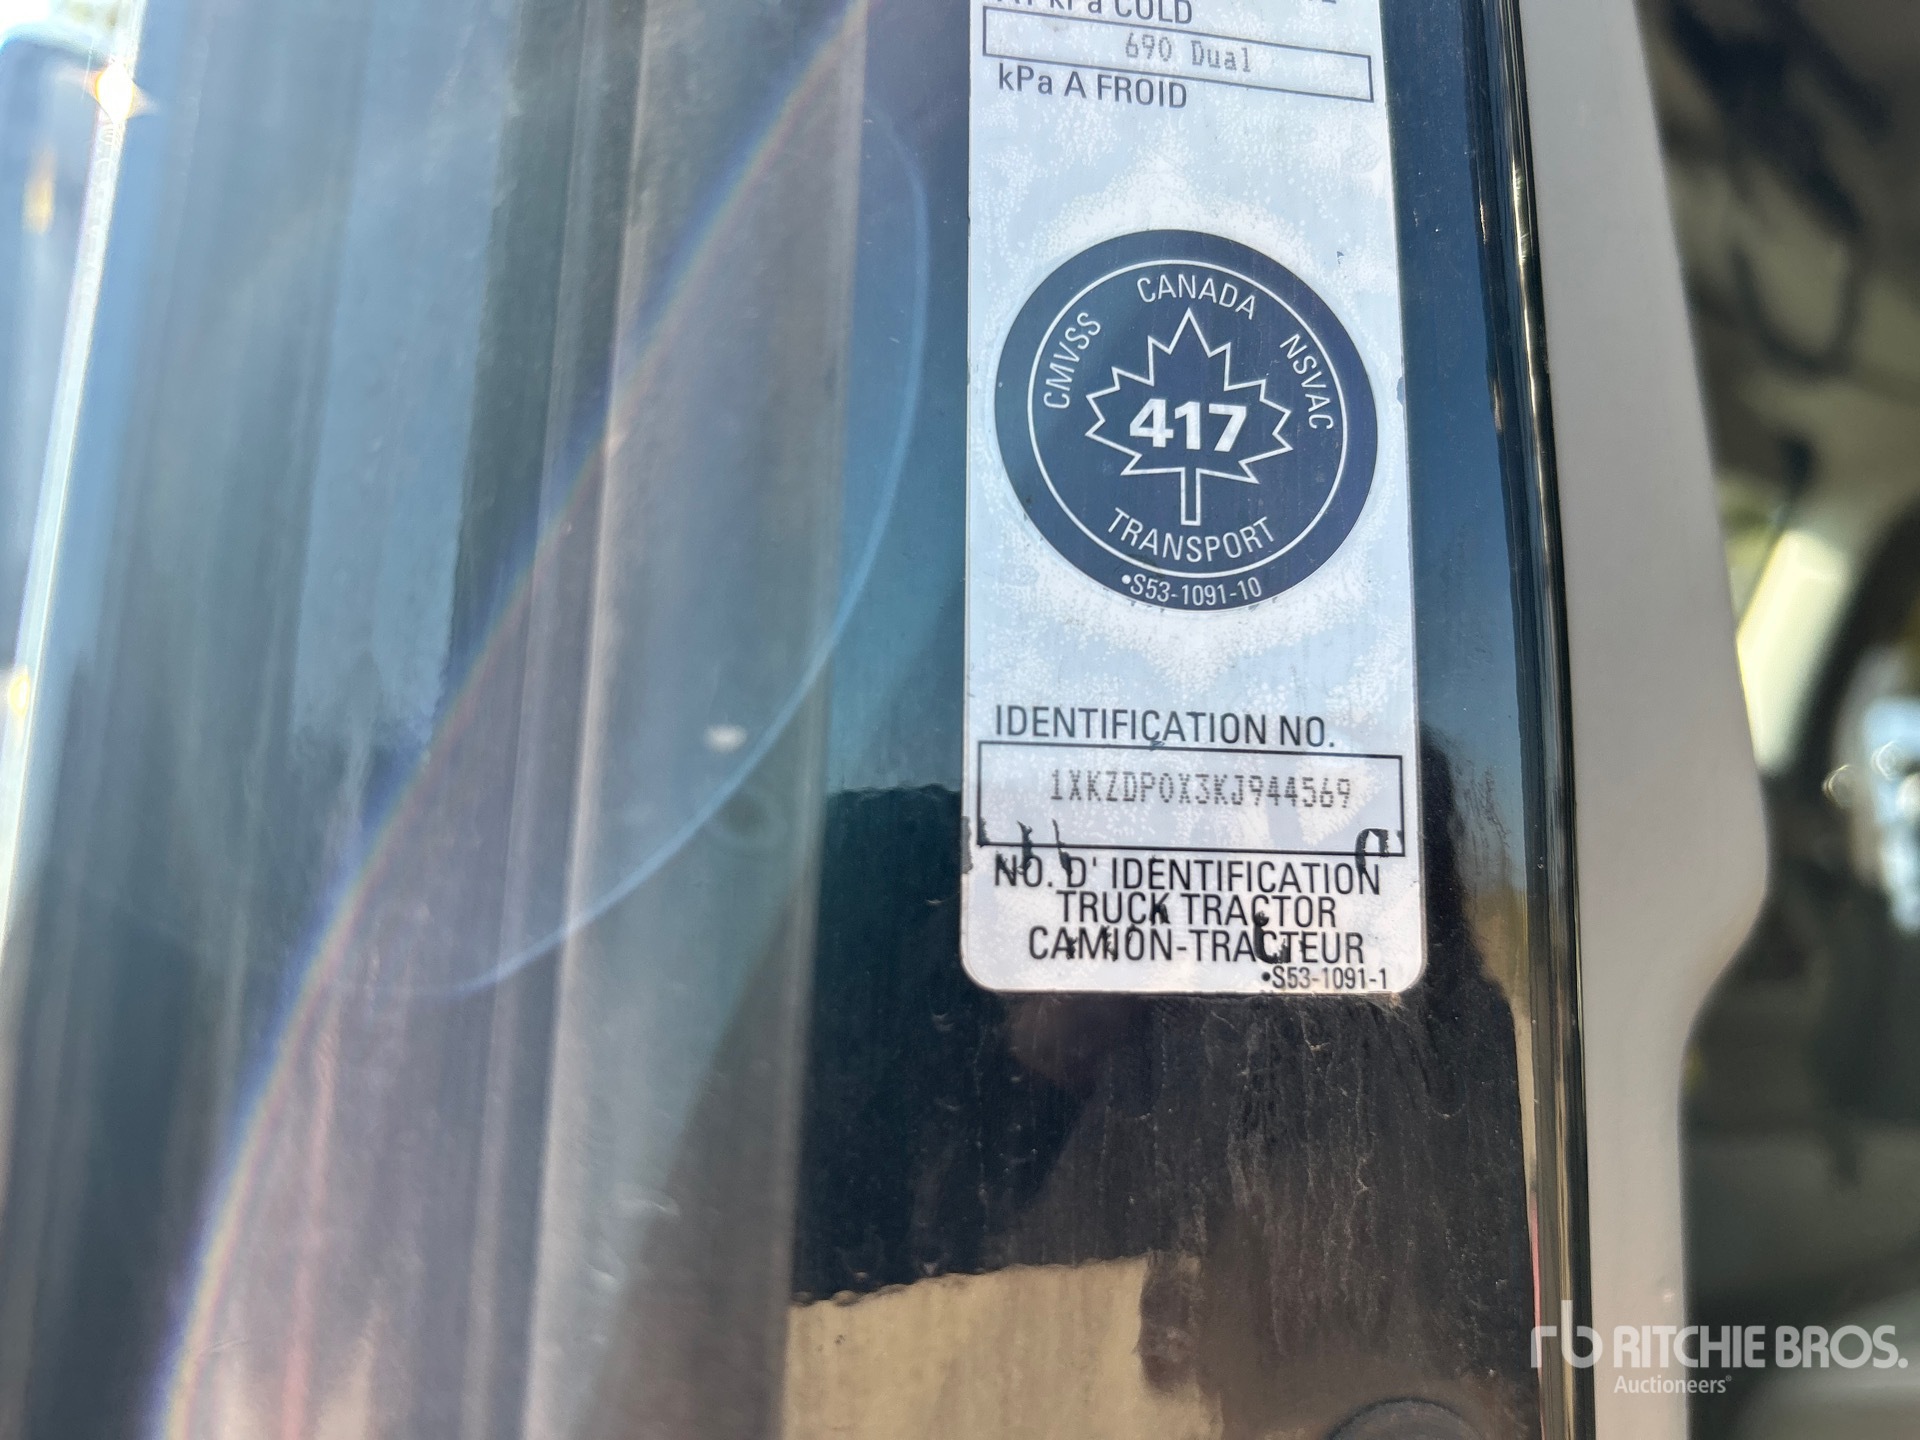 kPa COLD
690 Dual
kPa A FROID
CANADA
CMVSS
NSVAC
417
TRANSPORT
•S53-1091-10
IDENTIFICATION NO.
1XKZDP0X3KJ944569
NO. D' IDENTIFICATION
TRUCK TRACTOR
CAMION-TRACTEUR
•S53-1091-1
rb RITCHIE BROS.
Auctioneers